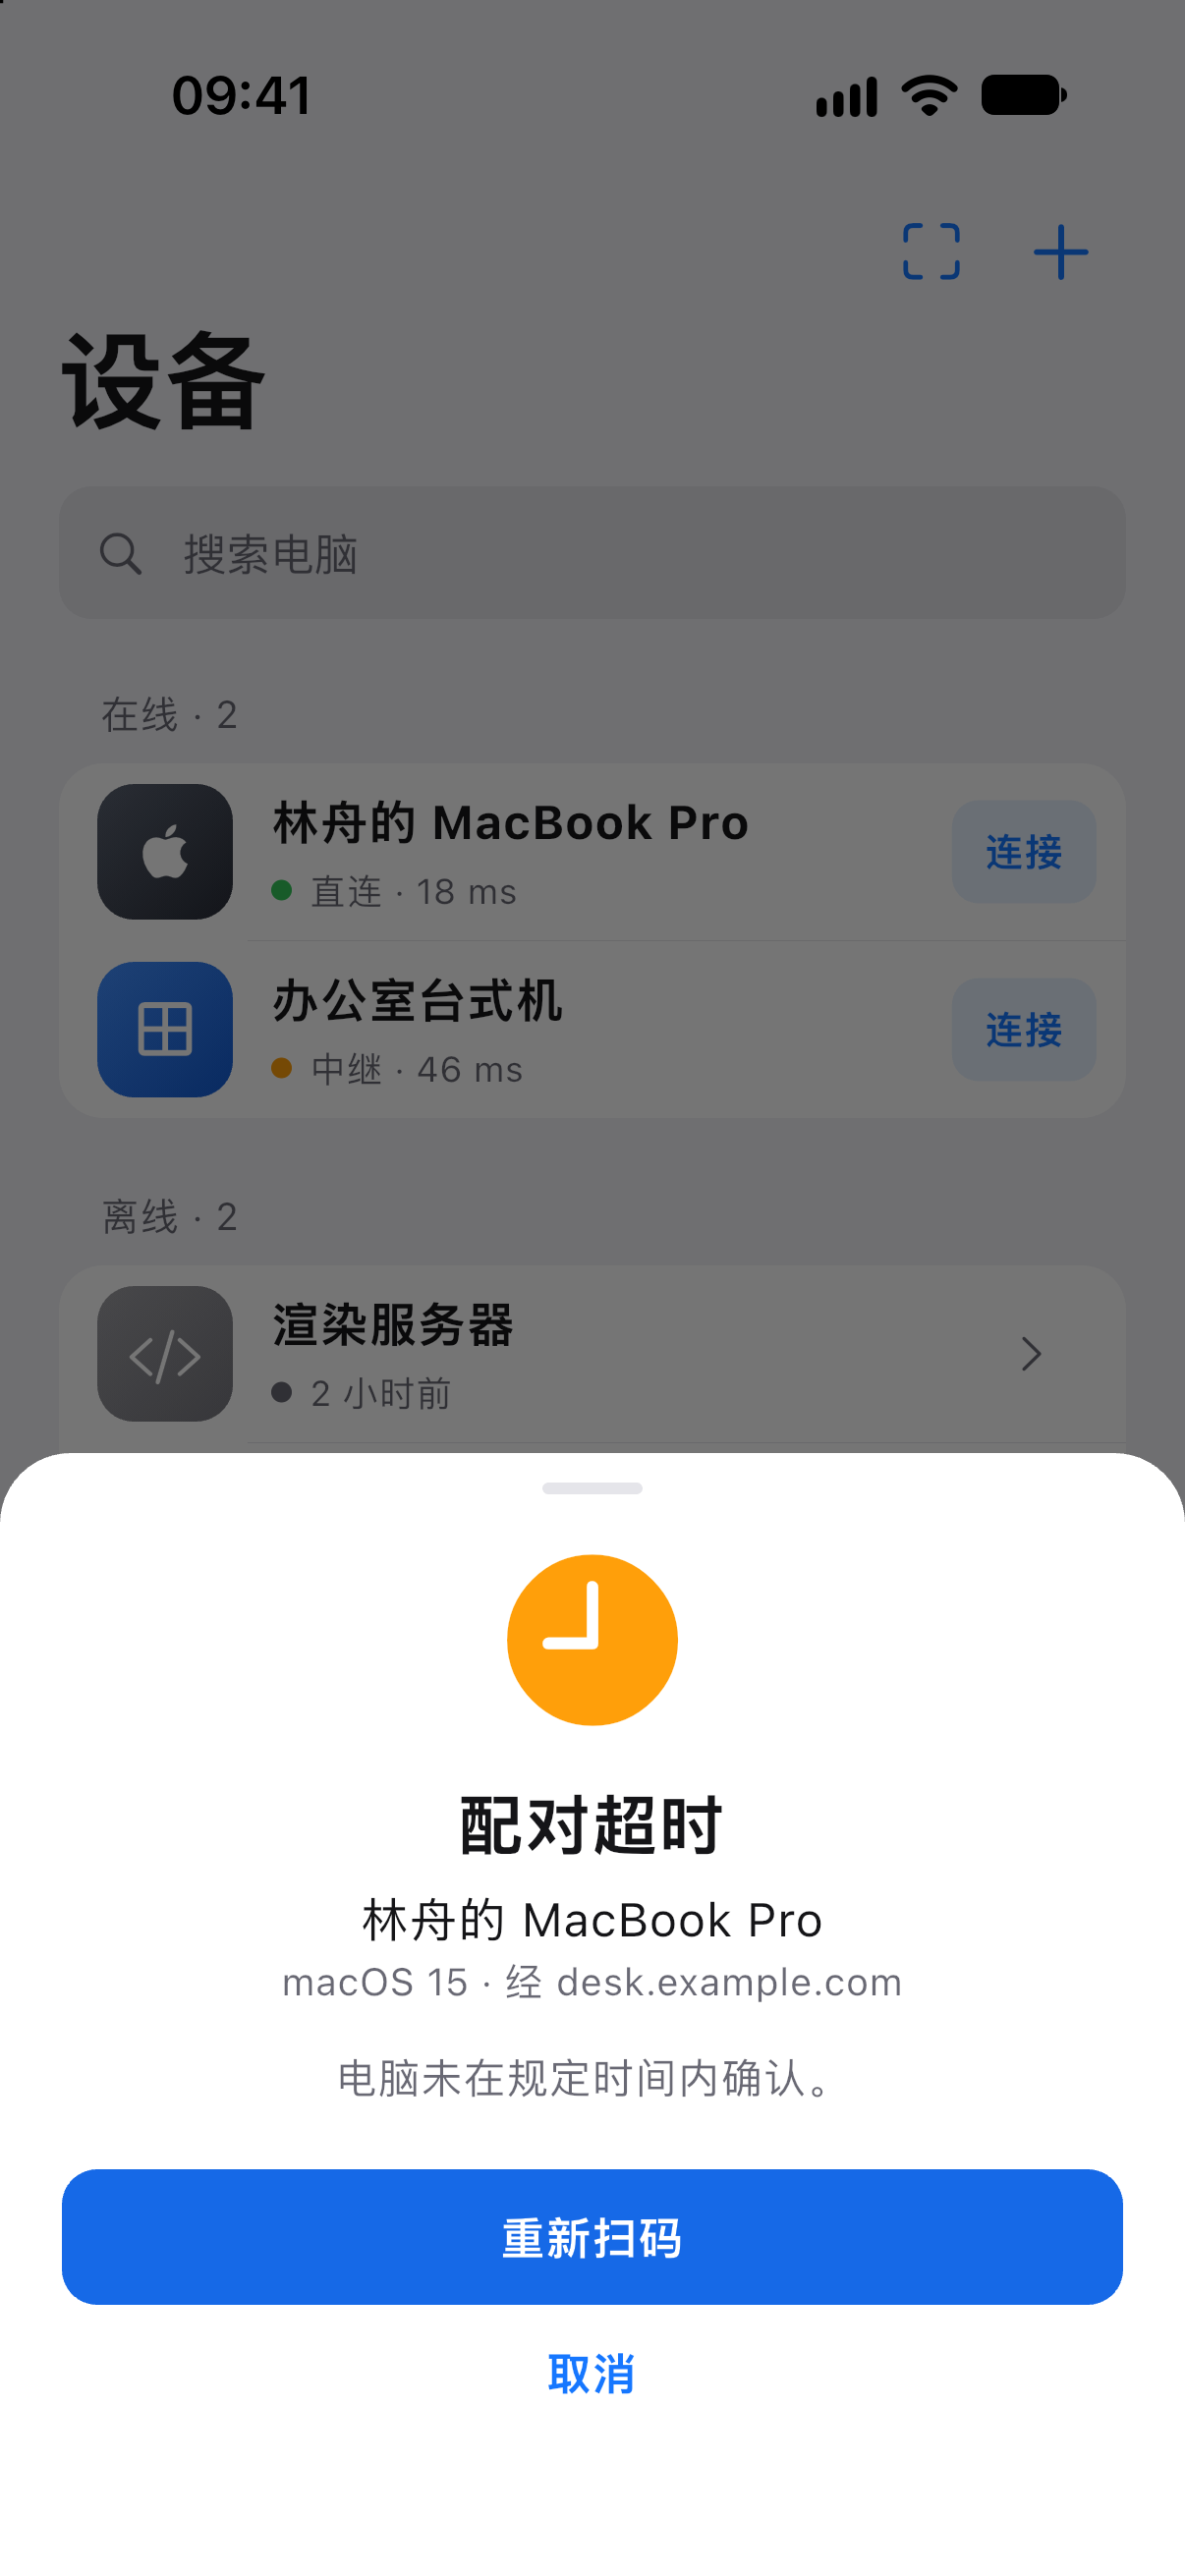 09:41
设备
搜索电脑
在线 · 2
林舟的 MacBook Pro
直连 · 18 ms
连接
办公室台式机
中继 · 46 ms
连接
离线 · 2
渲染服务器
2 小时前
配对超时
林舟的 MacBook Pro
macOS 15 · 经 desk.example.com
电脑未在规定时间内确认。
重新扫码
取消